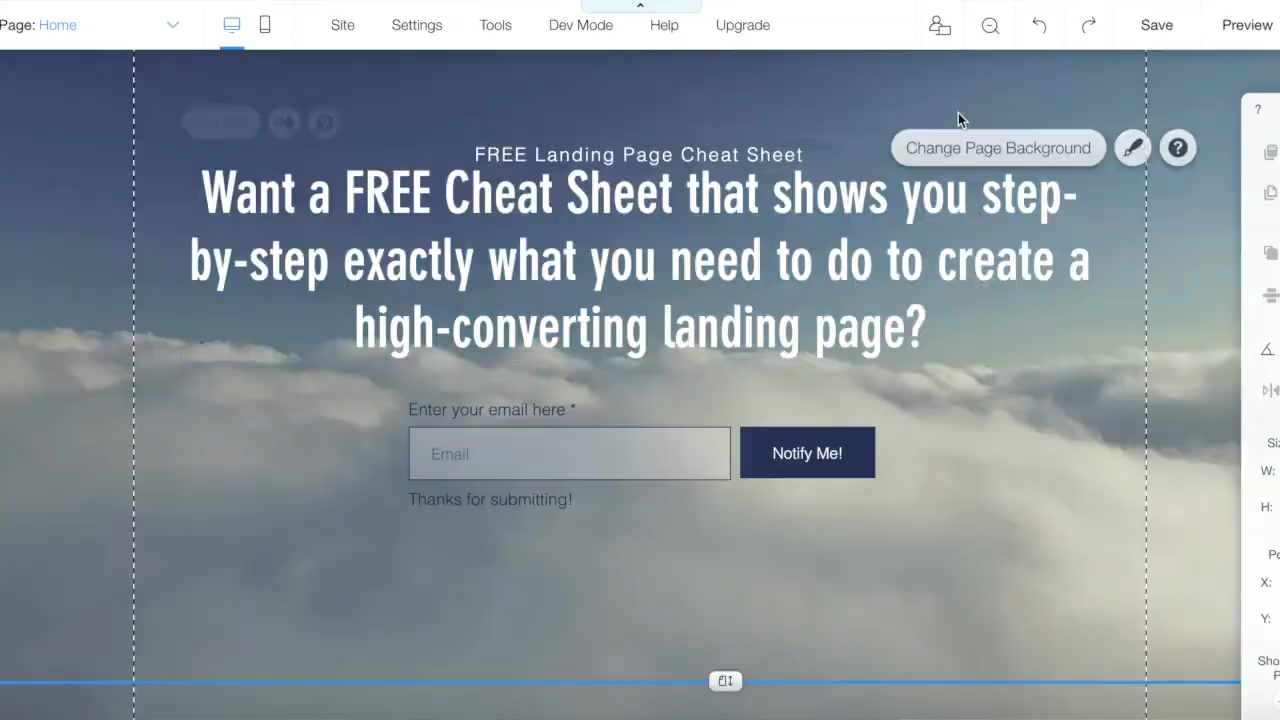 Page: Home
Site
Settings
Tools
Dev Mode
Help
Upgrade
Save
Preview
?
Change Page Background
?
FREE Landing Page Cheat Sheet
Want a FREE Cheat Sheet that shows you step-
by-step exactly what you need to do to create a
high-converting landing page?
Enter your email here *
Email
Notify Me!
Thanks for submitting!
W:
H:
X:
Y: